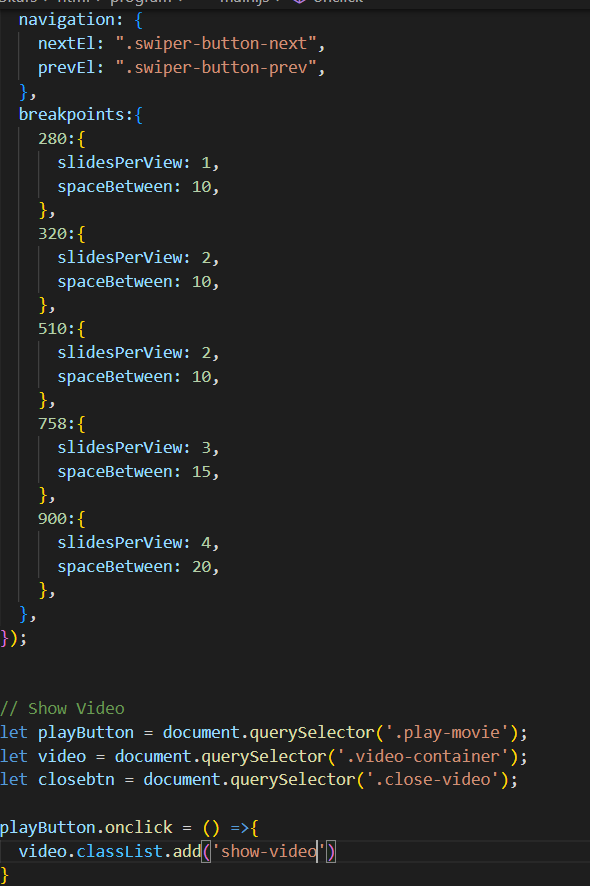 navigation: {
nextEl: ".swiper-button-next",
prevEl: ".swiper-button-prev",
},
breakpoints:{
280:{
slidesPerView: 1,
spaceBetween: 10,
},
320:{
slidesPerView: 2,
spaceBetween: 10,
},
510:{
slidesPerView: 2,
spaceBetween: 10,
},
758:{
slidesPerView: 3,
spaceBetween: 15,
},
900:{
slidesPerView: 4,
spaceBetween: 20,
},
},
});
// Show Video
let playButton = document.querySelector('.play-movie');
let video = document.querySelector('.video-container');
let closebtn = document.querySelector('.close-video');
playButton.onclick = () =>{
video.classList.add('show-video')
}